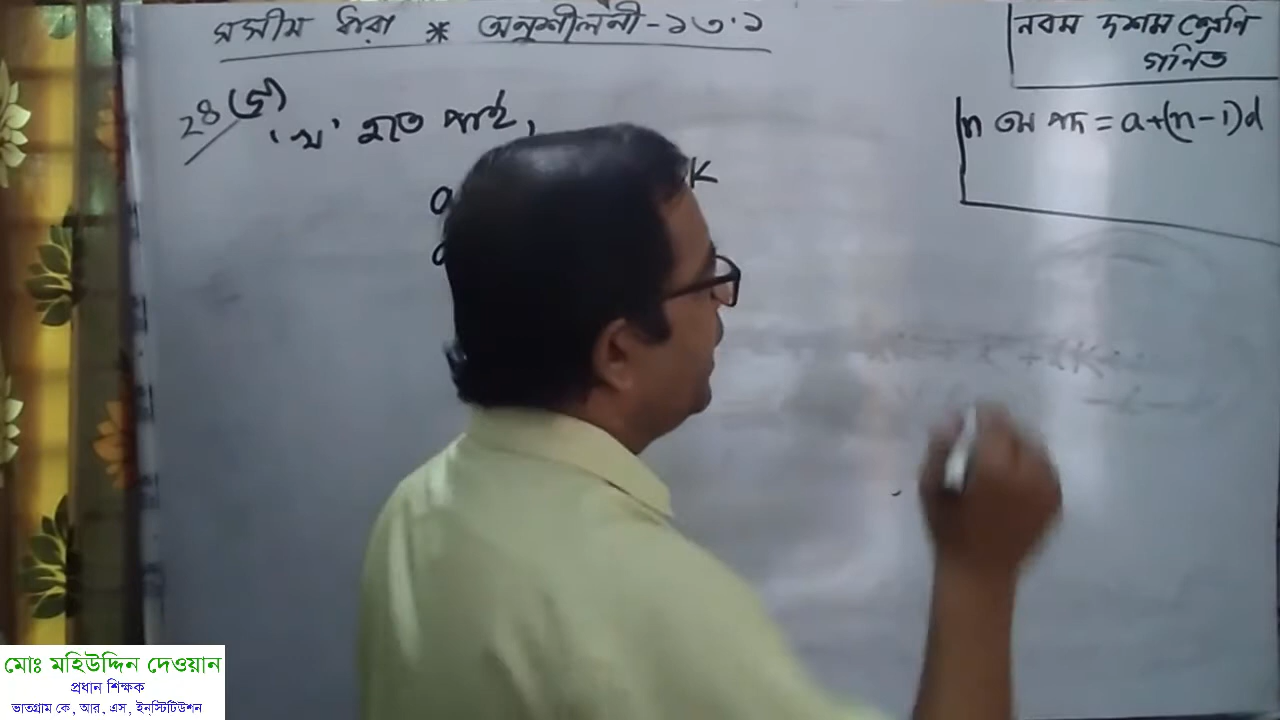 সসীম ধারা * অনুশীলনী-১৩.১
নবম দশম শ্রেণি
গণিত
n তম পদ = a+(n-1)d
২৪
'খ' হতে পাই,
K
মোঃ মহিউদ্দিন দেওয়ান
প্রধান শিক্ষক
ভাতগ্রাম কে, আর, এস, ইনস্টিটিউশন